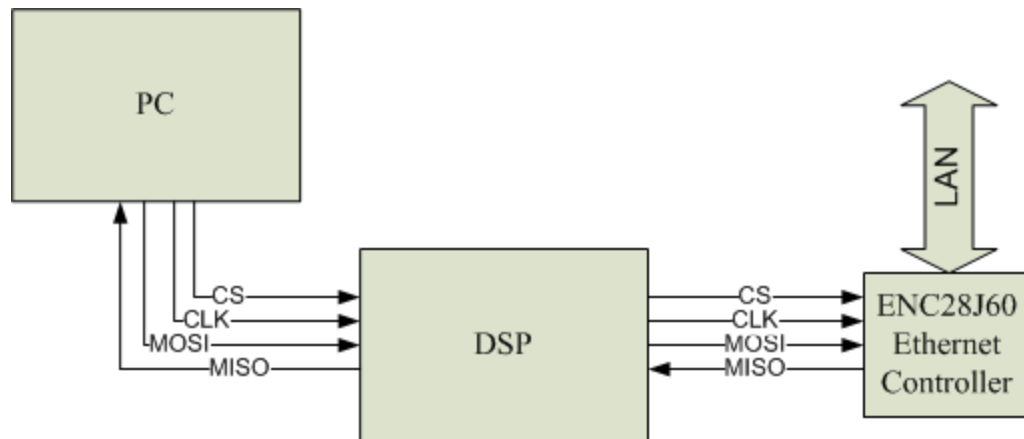 PC
LAN
CS
CLK
MOSI
MISO
DSP
CS
CLK
MOSI
MISO
ENC28J60
Ethernet
Controller